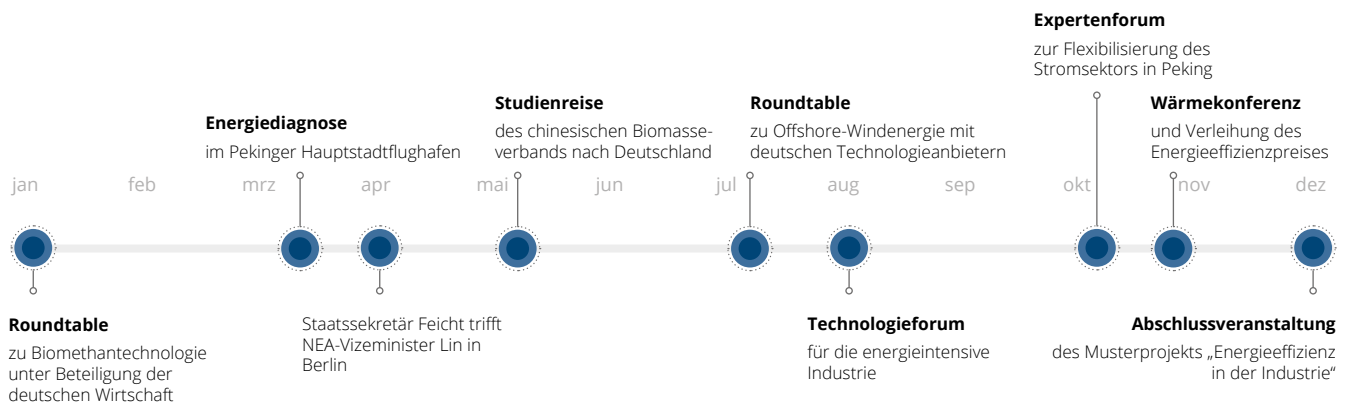 Expertenforum
zur Flexibilisierung des
Stromsektors in Peking
Energiediagnose
im Pekinger Hauptstadtflughafen
Studienreise
des chinesischen Biomasse-
verbands nach Deutschland
Roundtable
zu Offshore-Windenergie mit
deutschen Technologieanbietern
Wärmekonferenz
und Verleihung des
Energieeffizienzpreises
jan feb mrz apr mai jun jul aug sep okt nov dez
Roundtable
zu Biomethantechnologie
unter Beteiligung der
deutschen Wirtschaft
Staatssekretär Feicht trifft
NEA-Vizeminister Lin in
Berlin
Technologieforum
für die energieintensive
Industrie
Abschlussveranstaltung
des Musterprojekts „Energieeffizienz
in der Industrie“